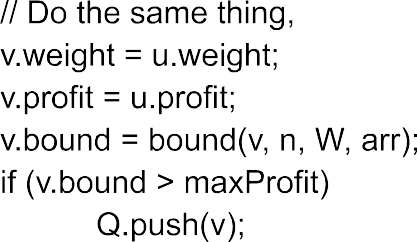 // Do the same thing,
v.weight = u.weight;
v.profit = u.profit;
v.bound = bound(v, n, W, arr);
if (v.bound > maxProfit)
Q.push(v);